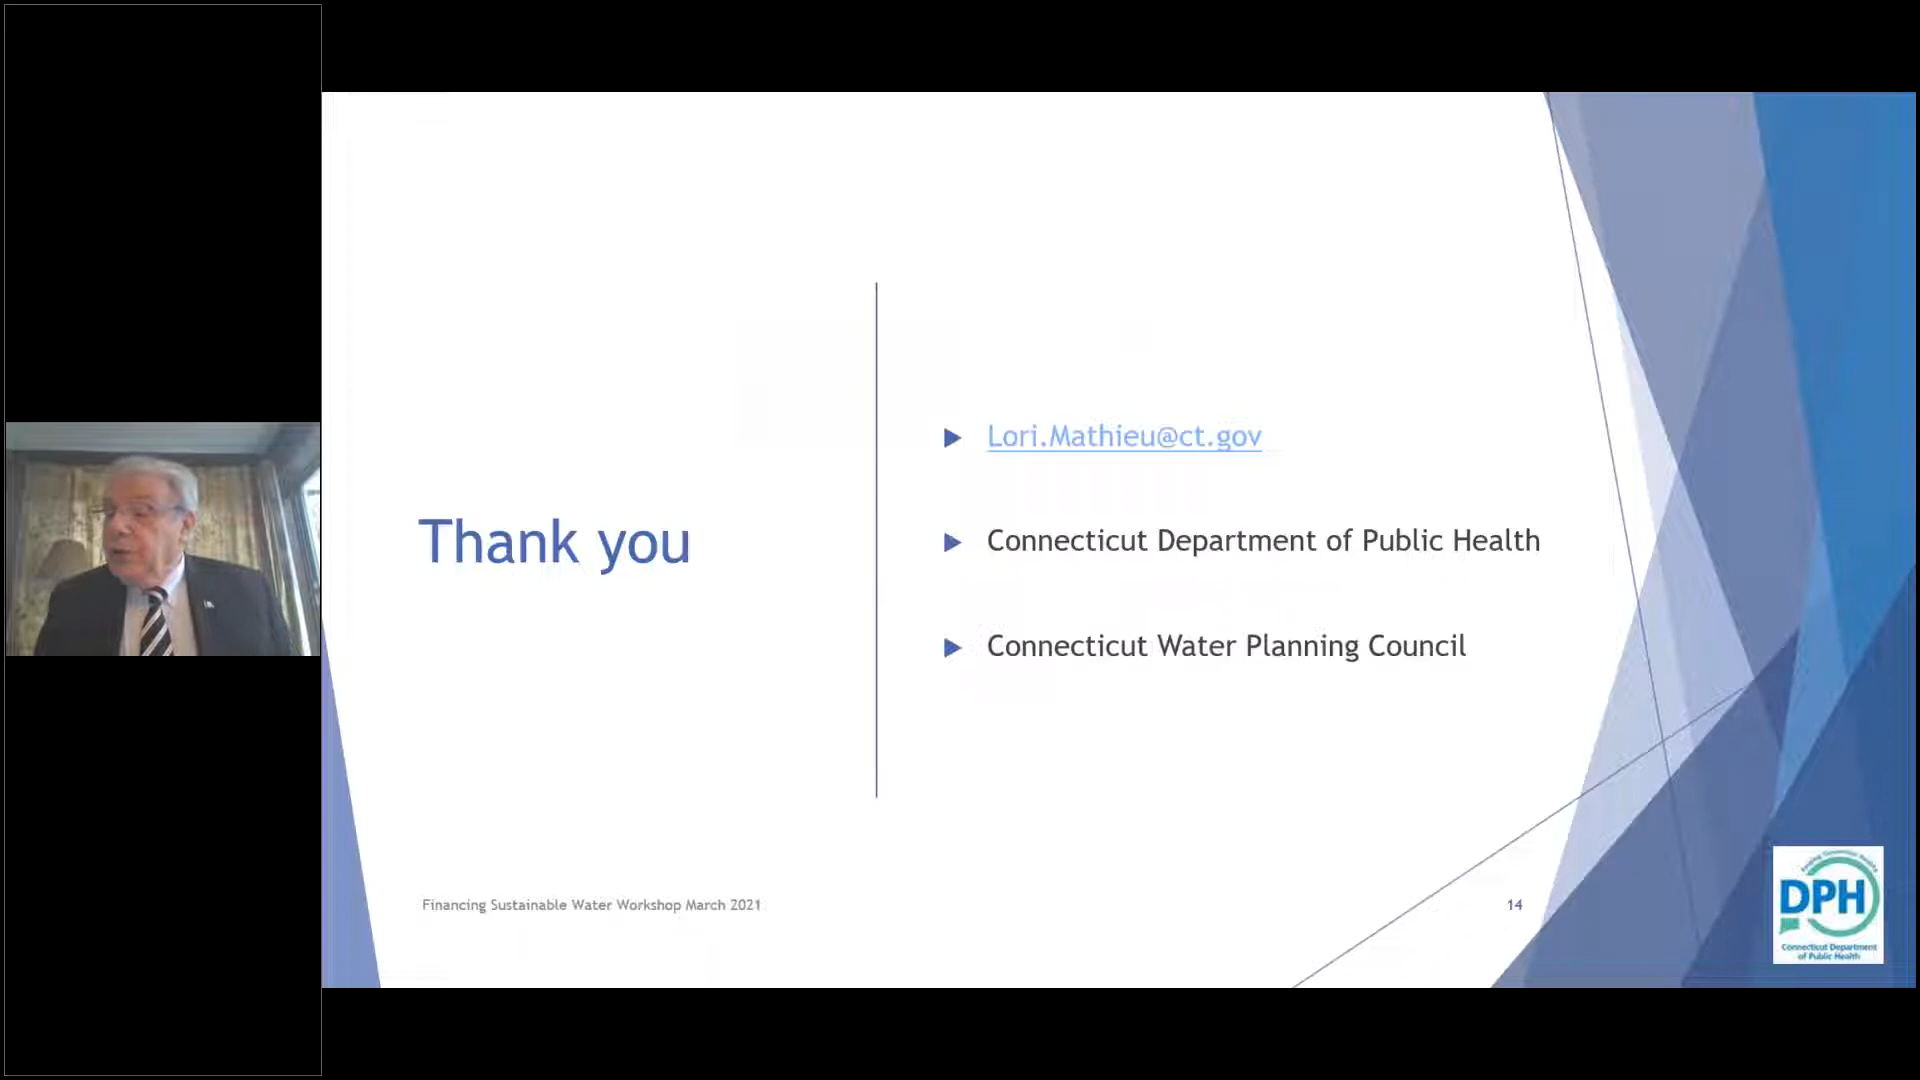 Thank you
Lori.Mathieu@ct.gov
Connecticut Department of Public Health
Connecticut Water Planning Council
Financing Sustainable Water Workshop March 2021
14
DPH
Connecticut Department
of Public Health